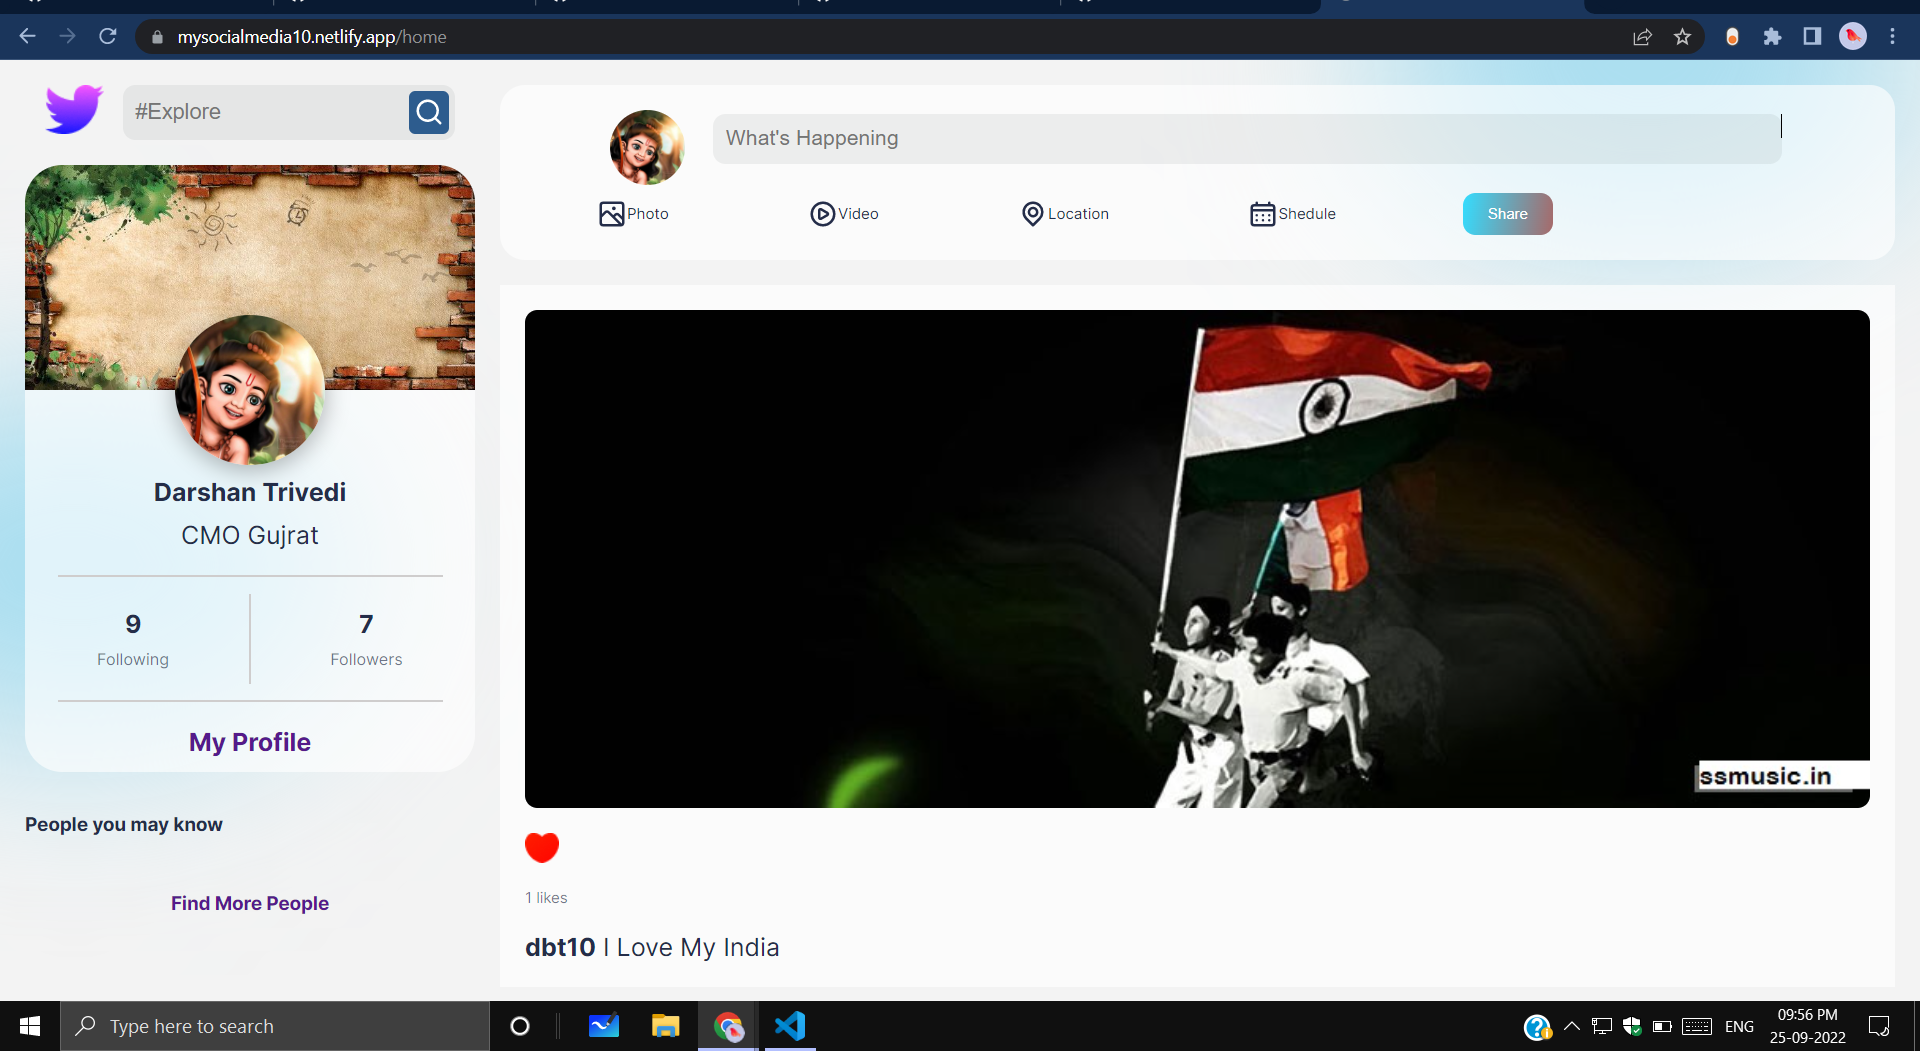 mysocialmedia10.netlify.app/home
#Explore
What's Happening
Photo
Video
Location
Shedule
Share
Darshan Trivedi
CMO Gujrat
9
Following
7
Followers
My Profile
People you may know
Find More People
ssmusic.in
1 likes
dbt10 I Love My India
Type here to search
ENG
09:56 PM
25-09-2022